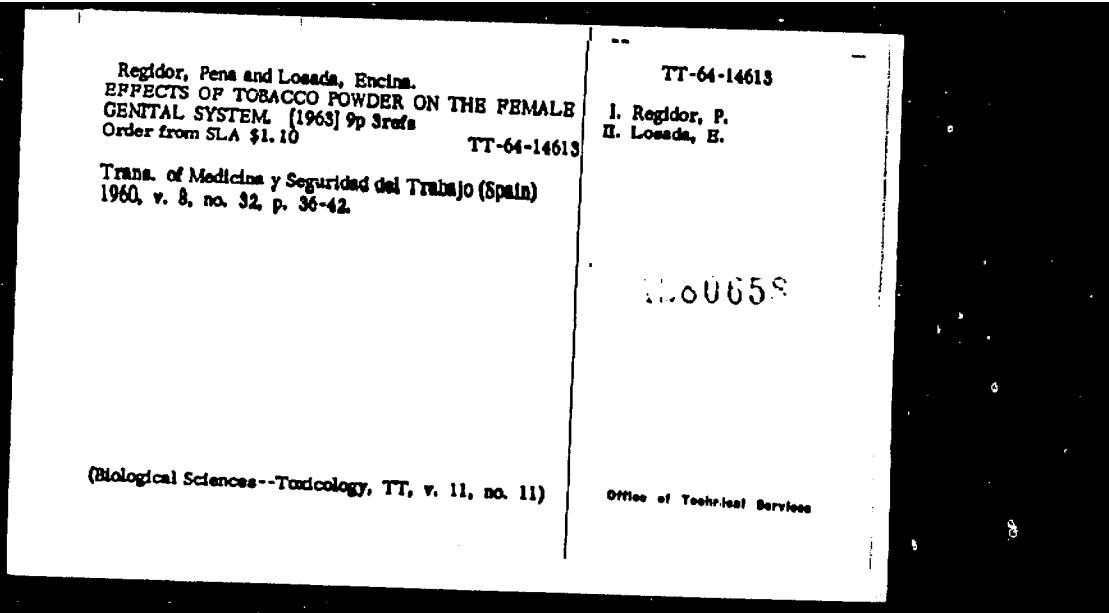 Regidor, Pena and Losada, Encina.
EFFECTS OF TOBACCO POWDER ON THE FEMALE
GENITAL SYSTEM. [1963] 9p 3refs
Order from SLA $1.10
TT-64-14613
Trans. of Medicina y Seguridad del Trabajo (Spain)
1960, v. 8, no. 32, p. 36-42.
(Biological Sciences--Toxicology, TT, v. 11, no. 11)
TT-64-14613
I. Regidor, P.
II. Losada, E.
Office of Technical Services